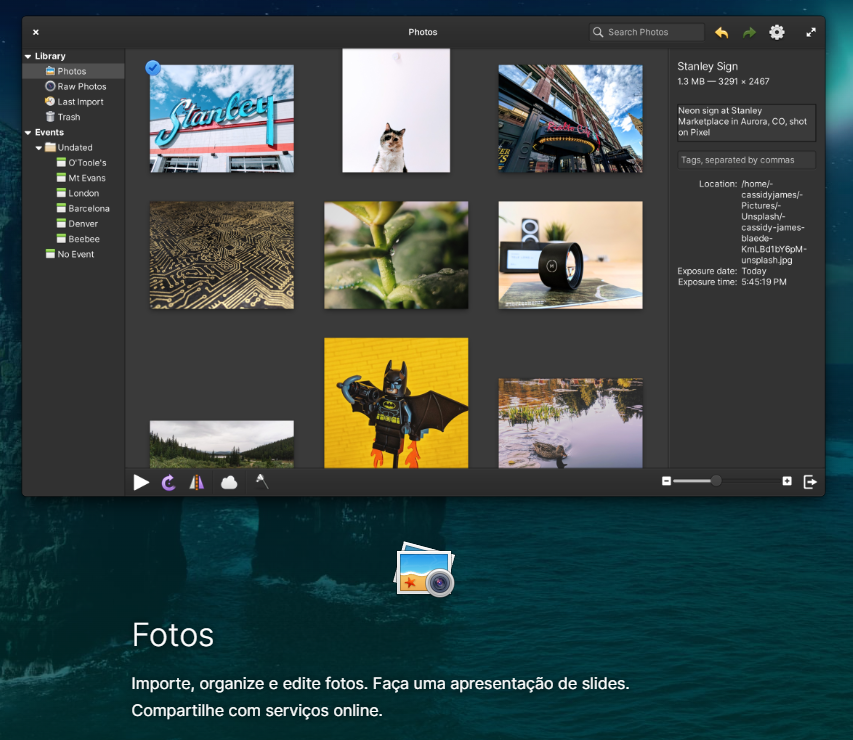 Photos
Search Photos
Library
Photos
Raw Photos
Last Import
Trash
Events
Undated
O'Toole's
Mt Evans
London
Barcelona
Denver
Beebee
No Event
Stanley
Stanley Sign
1.3 MB — 3291 × 2467
Neon sign at Stanley
Marketplace in Aurora, CO, shot
on Pixel
Tags, separated by commas
Location: /home/-
cassidyjames/-
Pictures/-
Unsplash/-
cassidy-james-
blaede-
KmLBd1bY6pM-
unsplash.jpg
Exposure date: Today
Exposure time: 5:45:19 PM
Fotos
Importe, organize e edite fotos. Faça uma apresentação de slides.
Compartilhe com serviços online.